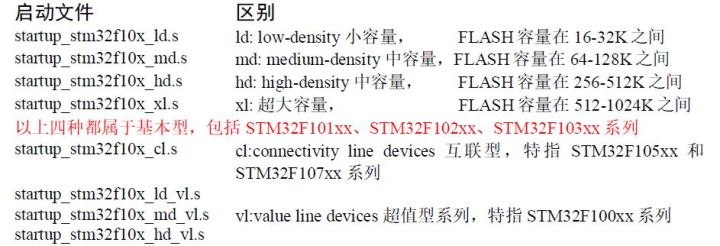 启动文件 区别
startup_stm32f10x_ld.s ld: low-density 小容量， FLASH 容量在 16-32K 之间
startup_stm32f10x_md.s md: medium-density 中容量，FLASH 容量在 64-128K 之间
startup_stm32f10x_hd.s hd: high-density 中容量， FLASH 容量在 256-512K 之间
startup_stm32f10x_xl.s xl: 超大容量， FLASH 容量在 512-1024K 之间
以上四种都属于基本型，包括 STM32F101xx、STM32F102xx、STM32F103xx 系列
startup_stm32f10x_cl.s cl:connectivity line devices 互联型，特指 STM32F105xx 和
STM32F107xx 系列
startup_stm32f10x_ld_vl.s
startup_stm32f10x_md_vl.s vl:value line devices 超值型系列，特指 STM32F100xx 系列
startup_stm32f10x_hd_vl.s